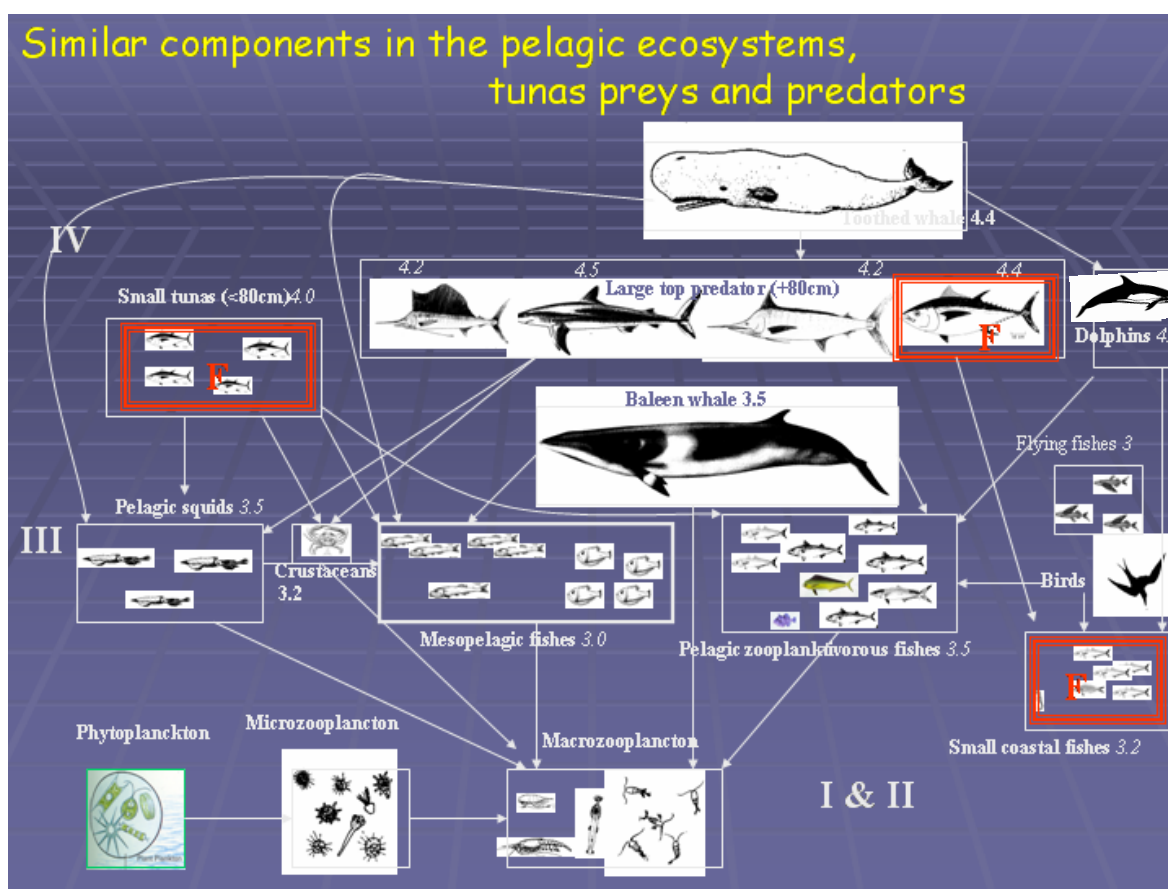 Similar components in the pelagic ecosystems,
tunas preys and predators
Toothed whale 4.4
IV
4.2
4.5
4.2
4.4
Small tunas (<80cm)4.0
Large top predator (+80cm)
F
Dolphins 4.
F
Baleen whale 3.5
Flying fishes 3
Pelagic squids 3.5
III
Crustaceans
3.2
Birds
Mesopelagic fishes 3.0
Pelagic zooplanktivorous fishes 3.5
F
Phytoplanckton
Microzooplancton
Macrozooplancton
Small coastal fishes 3.2
I & II
Plant Plankton